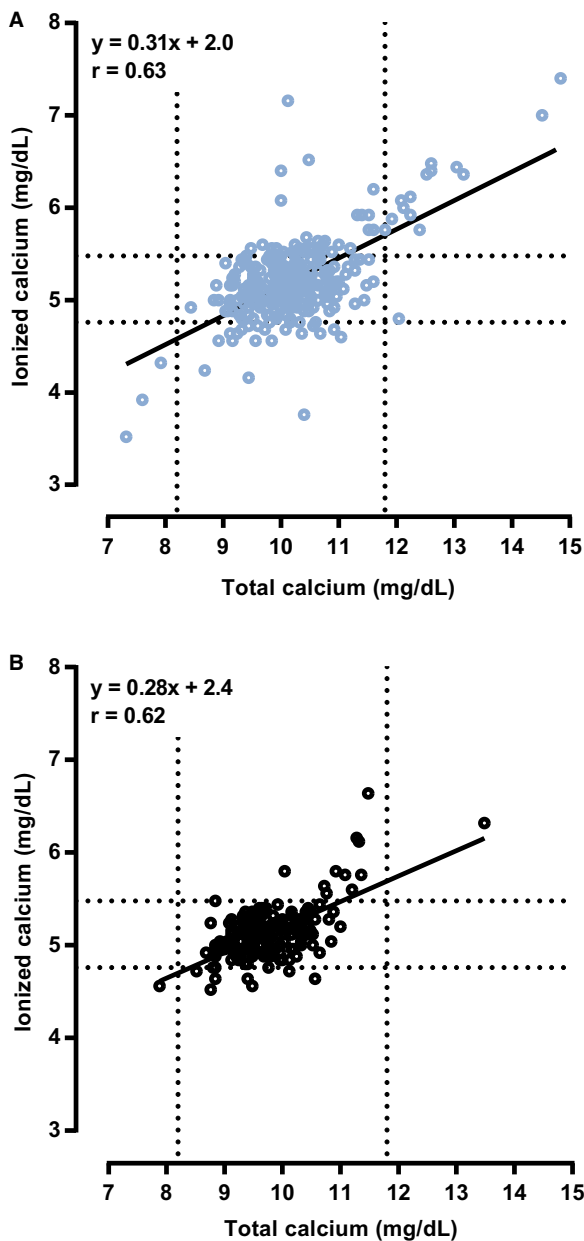 A
y = 0.31x + 2.0
r = 0.63
8
7
6
5
4
3
Ionized calcium (mg/dL)
7 8 9 10 11 12 13 14 15
Total calcium (mg/dL)
B
y = 0.28x + 2.4
r = 0.62
8
7
6
5
4
3
Ionized calcium (mg/dL)
7 8 9 10 11 12 13 14 15
Total calcium (mg/dL)